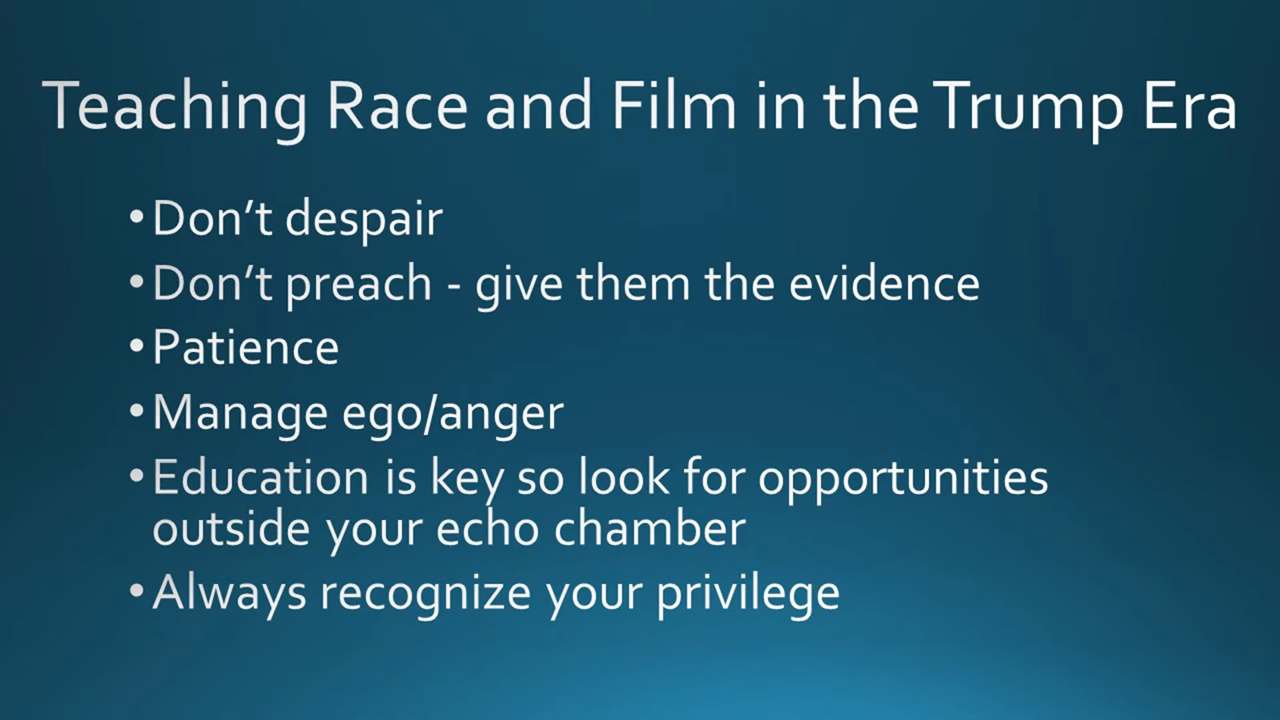 Teaching Race and Film in the Trump Era
•Don’t despair
•Don’t preach - give them the evidence
•Patience
•Manage ego/anger
•Education is key so look for opportunities
outside your echo chamber
•Always recognize your privilege